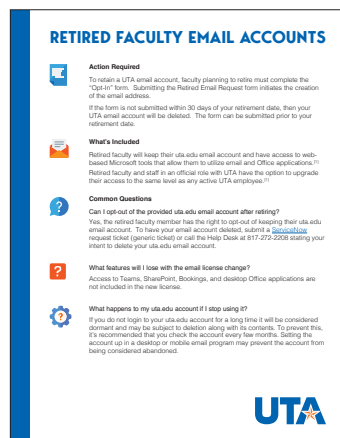 RETIRED FACULTY EMAIL ACCOUNTS
Action Required
To retain a UTA email account, faculty planning to retire must complete the
"Opt-In" form. Submitting the Retired Email Request form initiates the creation
of the email address.
If the form is not submitted within 30 days of your retirement date, then your
UTA email account will be deleted. The form can be submitted prior to your
retirement date.
What's Included
Retired faculty will keep their uta.edu email account and have access to web-
based Microsoft tools that allow them to utilize email and Office applications.[1]
Retired faculty and staff in an official role with UTA have the option to upgrade
their access to the same level as any active UTA employee.[1]
Common Questions
Can I opt-out of the provided uta.edu email account after retiring?
Yes, the retired faculty member has the right to opt-out of keeping their uta.edu
email account. To have your email account deleted, submit a ServiceNow
request ticket (generic ticket) or call the Help Desk at 817-272-2208 stating your
intent to delete your uta.edu email account.
What features will I lose with the email license change?
Access to Teams, SharePoint, Bookings, and desktop Office applications are
not included in the new license.
What happens to my uta.edu account if I stop using it?
If you do not login to your uta.edu account for a long time it will be considered
dormant and may be subject to deletion along with its contents. To prevent this,
it's recommended that you check the account every few months. Setting the
account up in a desktop or mobile email program may prevent the account from
being considered abandoned.
UTA